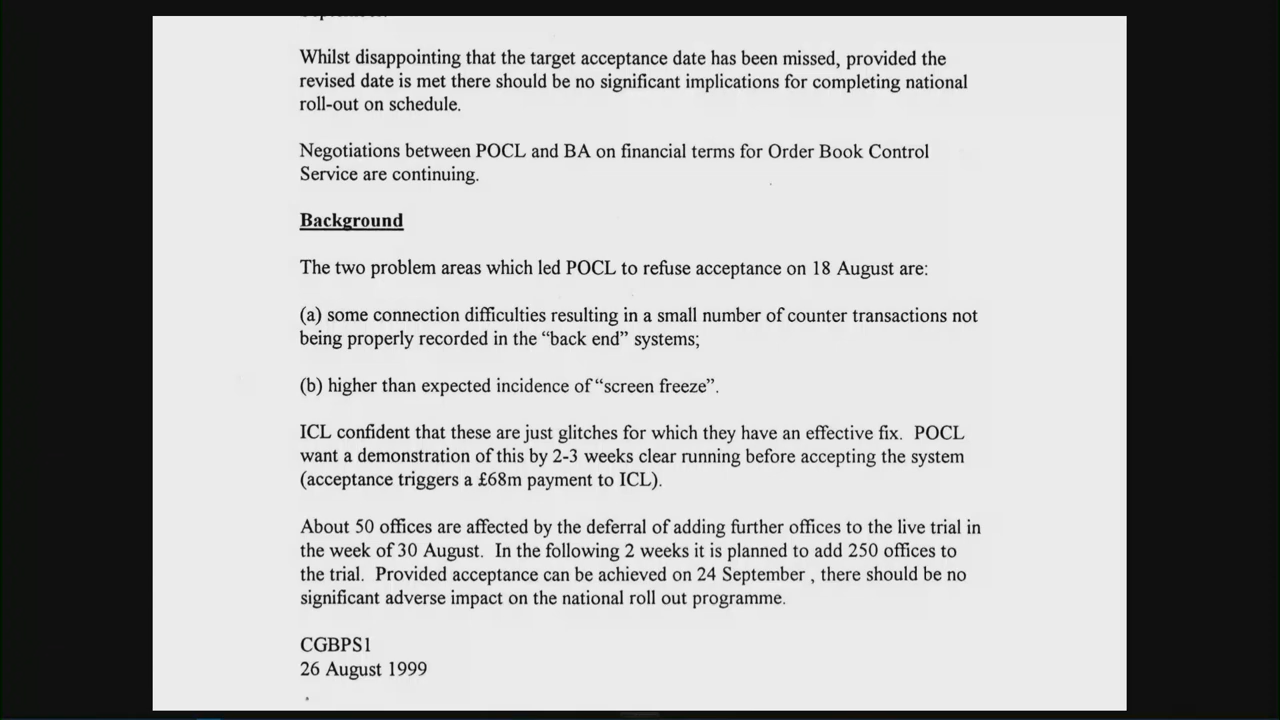 Whilst disappointing that the target acceptance date has been missed, provided the
revised date is met there should be no significant implications for completing national
roll-out on schedule.
Negotiations between POCL and BA on financial terms for Order Book Control
Service are continuing.
Background
The two problem areas which led POCL to refuse acceptance on 18 August are:
(a) some connection difficulties resulting in a small number of counter transactions not
being properly recorded in the “back end” systems;
(b) higher than expected incidence of “screen freeze”.
ICL confident that these are just glitches for which they have an effective fix.  POCL
want a demonstration of this by 2-3 weeks clear running before accepting the system
(acceptance triggers a £68m payment to ICL).
About 50 offices are affected by the deferral of adding further offices to the live trial in
the week of 30 August.  In the following 2 weeks it is planned to add 250 offices to
the trial.  Provided acceptance can be achieved on 24 September , there should be no
significant adverse impact on the national roll out programme.
CGBPS1
26 August 1999